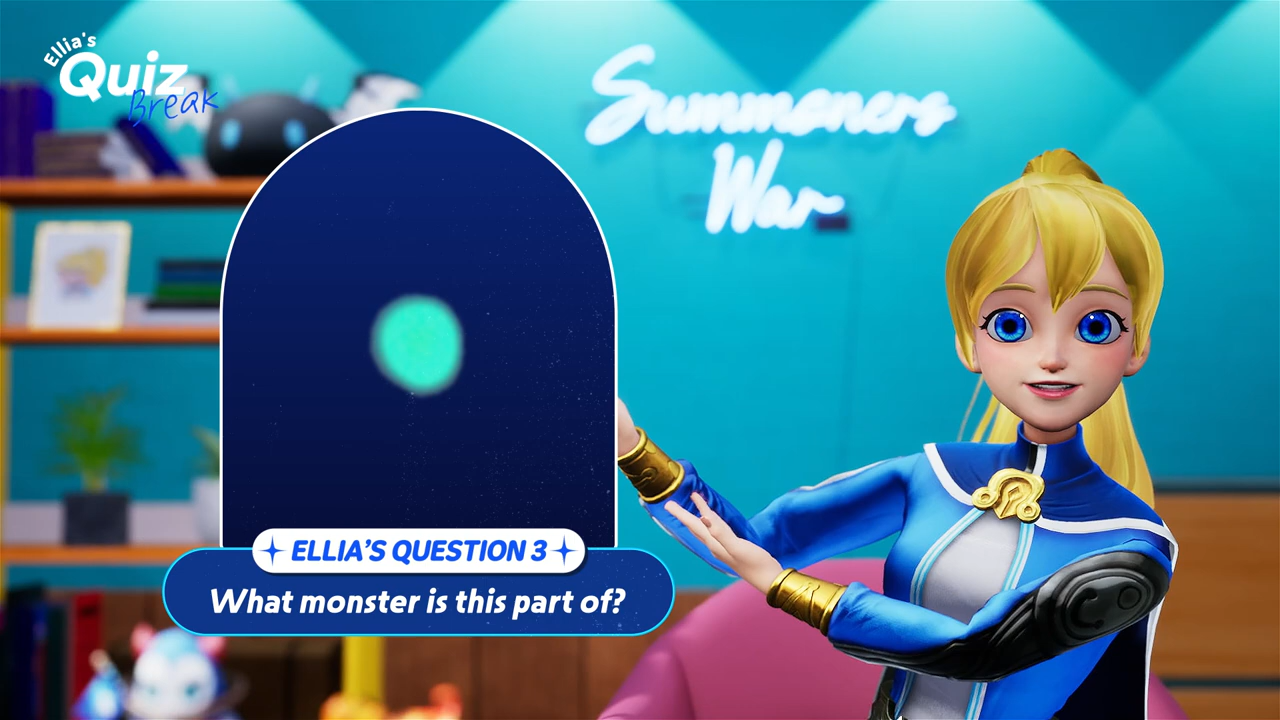 Ellia's
Quiz
Break
Summoners
War
ELLIA'S QUESTION 3
What monster is this part of?